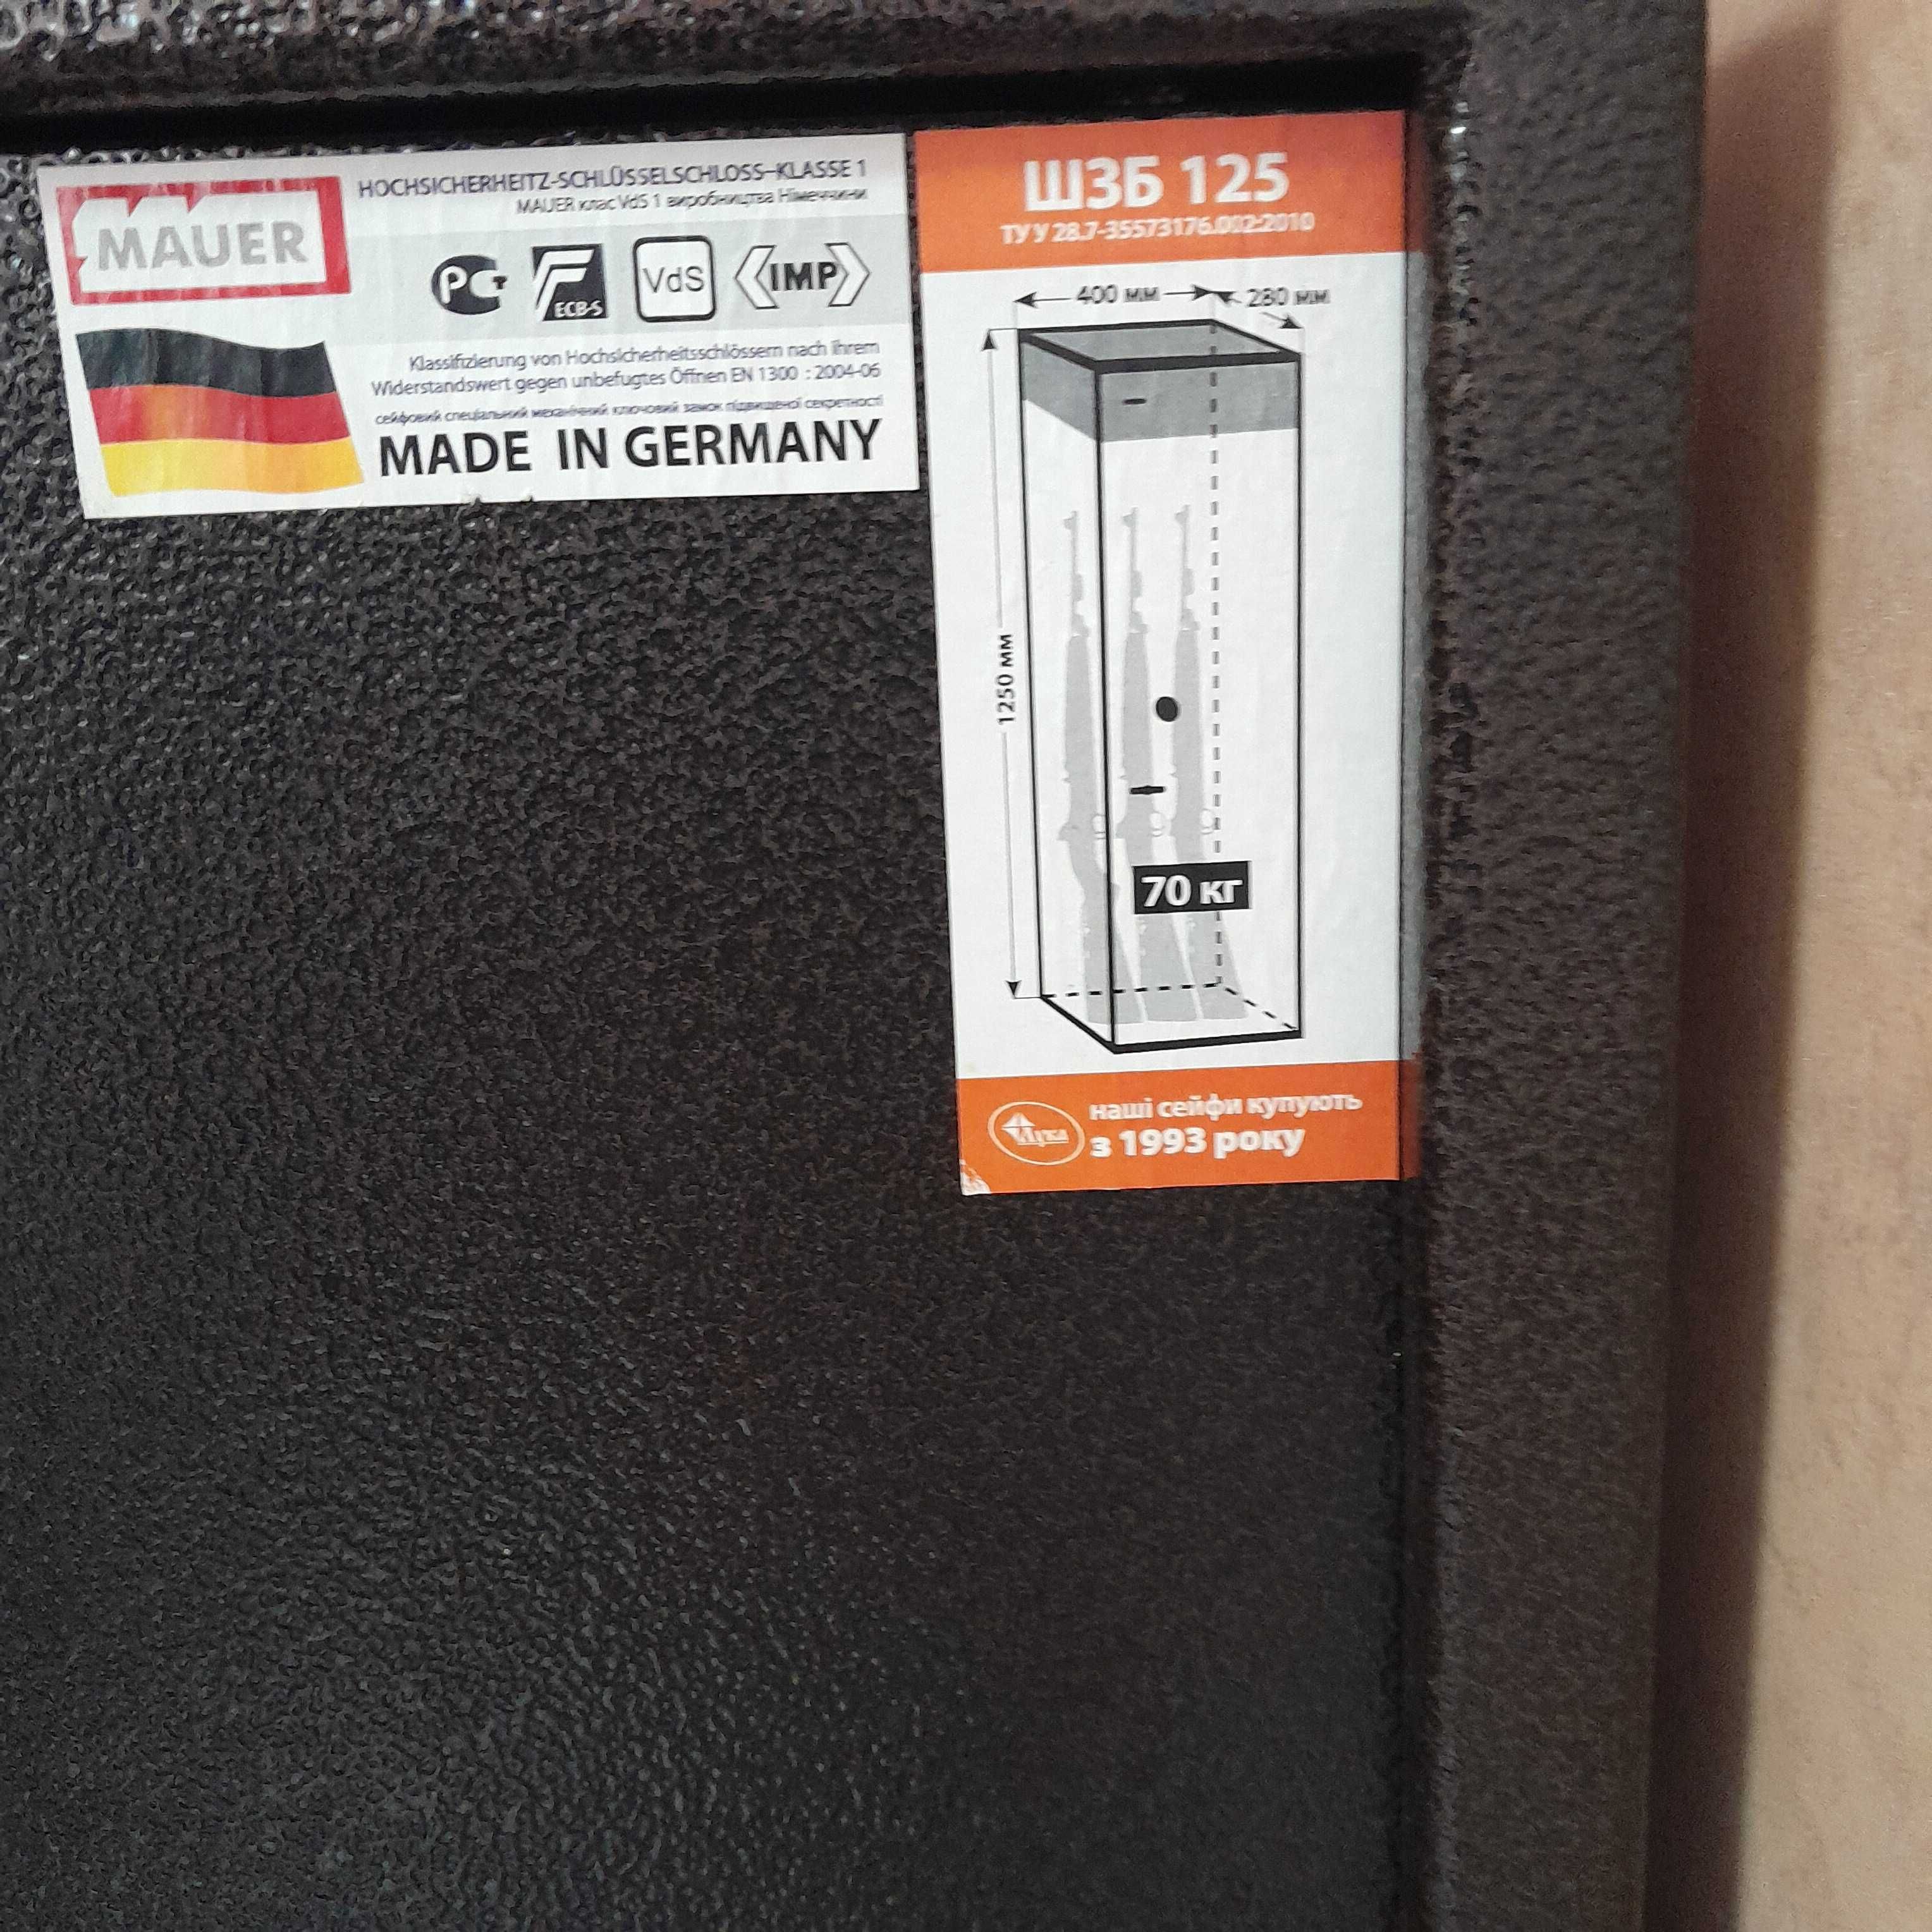 MAUER
HOCHSICHERHEITZ-SCHLÜSSELSCHLOSS–KLASSE 1
MAUER клас VdS 1 виробництва Німеччини
РСТ
ECB·S
VdS
IMP
Klassifizierung von Hochsicherheitsschlössern nach ihrem
Widerstandswert gegen unbefugtes Öffnen EN 1300 : 2004-06
сейфовий спеціальний механічний ключовий замок підвищеної секретності
MADE IN GERMANY
ШЗБ 125
ТУ У 28.7-35573176.002:2010
400 мм
280 мм
1250 мм
70 кг
наші сейфи купують
з 1993 року